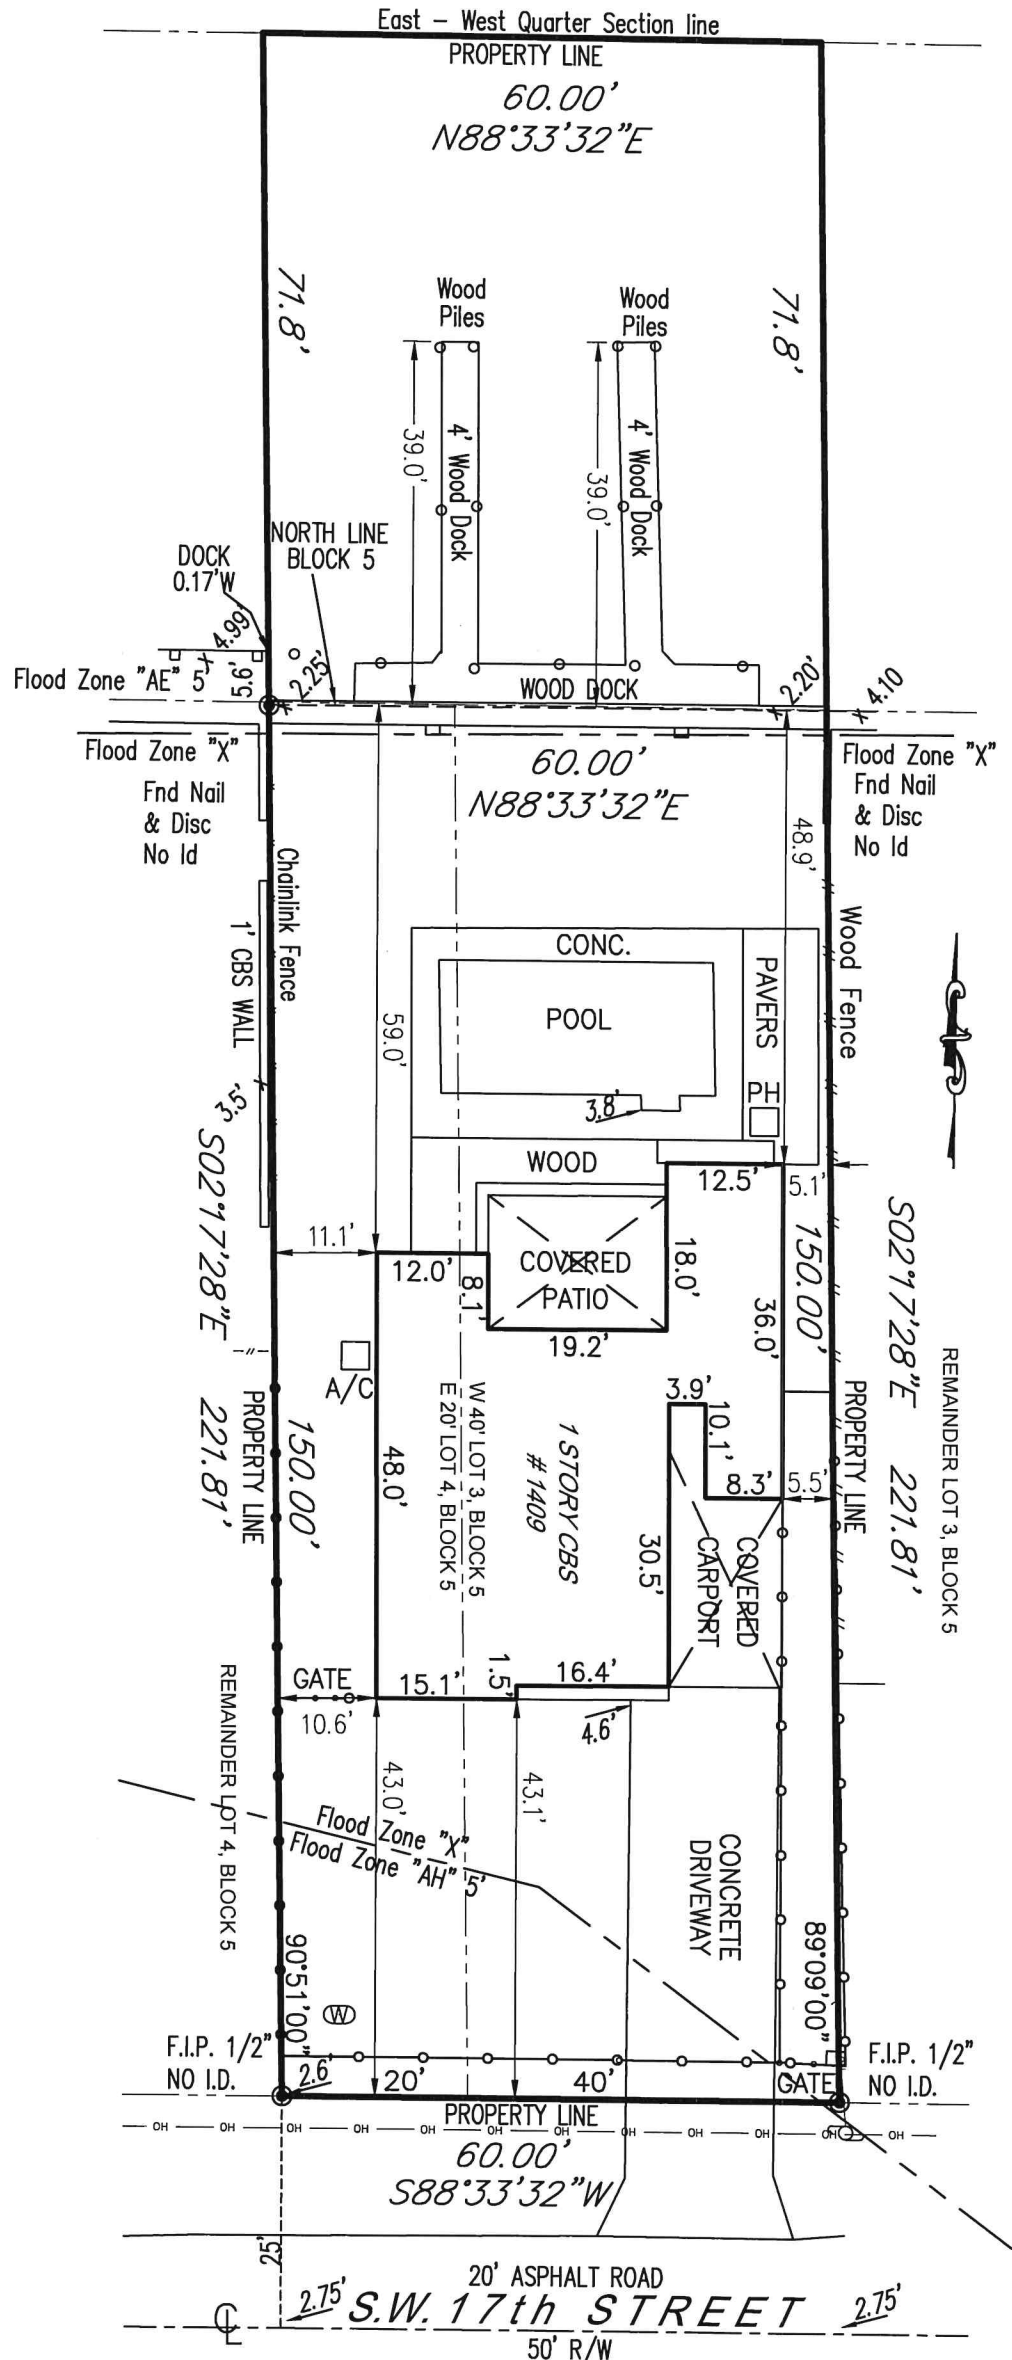 East - West Quarter Section line
PROPERTY LINE
60.00'
N88°33'32"E
71.8'
71.8'
Wood
Piles
Wood
Piles
39.0'
4' Wood Dock
39.0'
4' Wood Dock
NORTH LINE
BLOCK 5
DOCK
0.17'W
4.99'
5.6'
2.25'
WOOD DOCK
2.20'
4.10
Flood Zone "AE" 5'
Flood Zone "X"
Flood Zone "X"
Fnd Nail
& Disc
No Id
Fnd Nail
& Disc
No Id
60.00'
N88°33'32"E
48.9'
Chainlink Fence
1' CBS WALL
3.5'
59.0'
CONC.
POOL
PAVERS
PH
3.8'
Wood Fence
WOOD
12.5'
5.1'
11.1'
12.0'
8.1'
COVERED
PATIO
19.2'
18.0'
36.0'
150.00'
S02°17'28"E 221.81'
S02°17'28"E 221.81'
REMAINDER LOT 3, BLOCK 5
PROPERTY LINE
PROPERTY LINE
150.00'
A/C
48.0'
W 40' LOT 3, BLOCK 5
E 20' LOT 4, BLOCK 5
1 STORY CBS
# 1409
3.9'
10.1'
8.3'
5.5'
30.5'
COVERED
CARPORT
REMAINDER LOT 4, BLOCK 5
GATE
10.6'
15.1'
1.5'
16.4'
4.6'
43.0'
43.1'
Flood Zone "X"
Flood Zone "AH" 5'
CONCRETE
DRIVEWAY
90°51'00"
89°09'00"
W
F.I.P. 1/2"
NO I.D.
2.6'
20'
40'
GATE
F.I.P. 1/2"
NO I.D.
PROPERTY LINE
OH OH OH OH OH OH OH OH OH OH
60.00'
S88°33'32"W
25'
20' ASPHALT ROAD
2.75'
S.W. 17th STREET
2.75'
CL
50' R/W